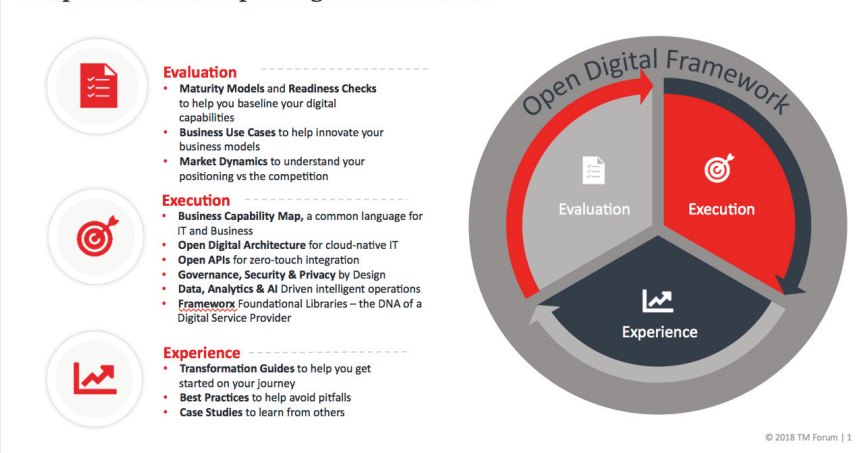 Evaluation
• Maturity Models and Readiness Checks
to help you baseline your digital
capabilities
• Business Use Cases to help innovate your
business models
• Market Dynamics to understand your
positioning vs the competition
Execution
• Business Capability Map, a common language for
IT and Business
• Open Digital Architecture for cloud-native IT
• Open APIs for zero-touch integration
• Governance, Security & Privacy by Design
• Data, Analytics & AI Driven intelligent operations
• Frameworx Foundational Libraries – the DNA of a
Digital Service Provider
Experience
• Transformation Guides to help you get
started on your journey
• Best Practices to help avoid pitfalls
• Case Studies to learn from others
Open Digital Framework
Evaluation
Execution
Experience
© 2018 TM Forum | 1